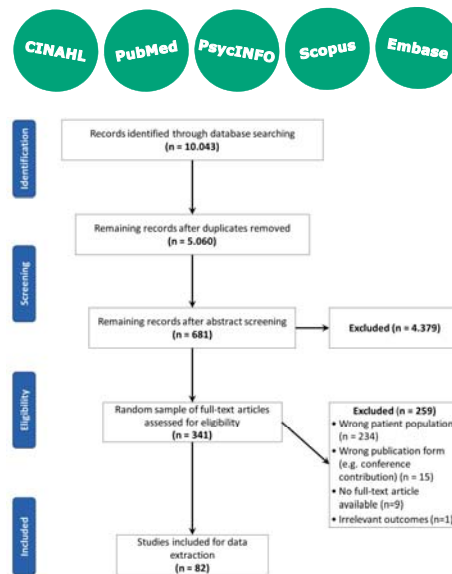 CINAHL
PubMed
PsycINFO
Scopus
Embase
Identification
Records identified through database searching
(n = 10.043)
Remaining records after duplicates removed
(n = 5.060)
Screening
Remaining records after abstract screening
(n = 681)
Excluded (n = 4.379)
Eligibility
Random sample of full-text articles
assessed for eligibility
(n = 341)
Excluded (n = 259)
• Wrong patient population
(n = 234)
• Wrong publication form
(e.g. conference
contribution) (n = 15)
• No full-text article
available (n=9)
• Irrelevant outcomes (n=1)
Included
Studies included for data
extraction
(n = 82)